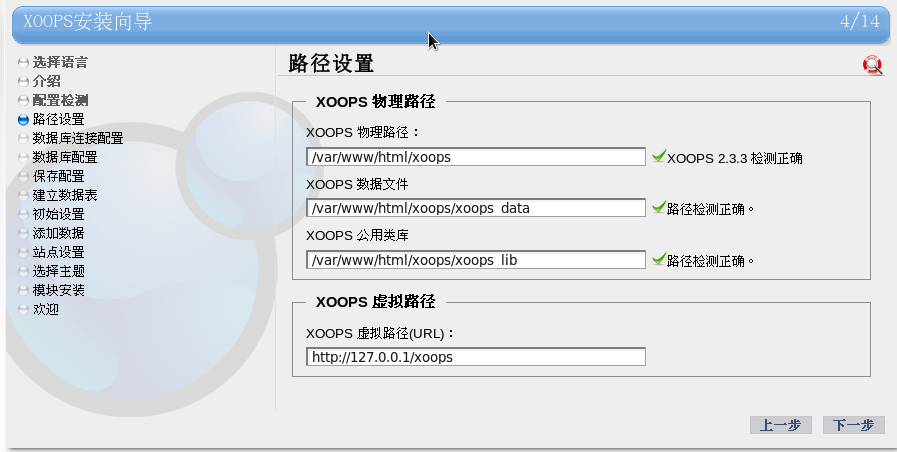 XOOPS安装向导
4/14
选择语言
介绍
配置检测
路径设置
数据库连接配置
数据库配置
保存配置
建立数据表
初始设置
添加数据
站点设置
选择主题
模块安装
欢迎
路径设置
XOOPS 物理路径
XOOPS 物理路径：
/var/www/html/xoops
XOOPS 2.3.3 检测正确
XOOPS 数据文件
/var/www/html/xoops/xoops_data
路径检测正确。
XOOPS 公用类库
/var/www/html/xoops/xoops_lib
路径检测正确。
XOOPS 虚拟路径
XOOPS 虚拟路径(URL)：
http://127.0.0.1/xoops
上一步
下一步